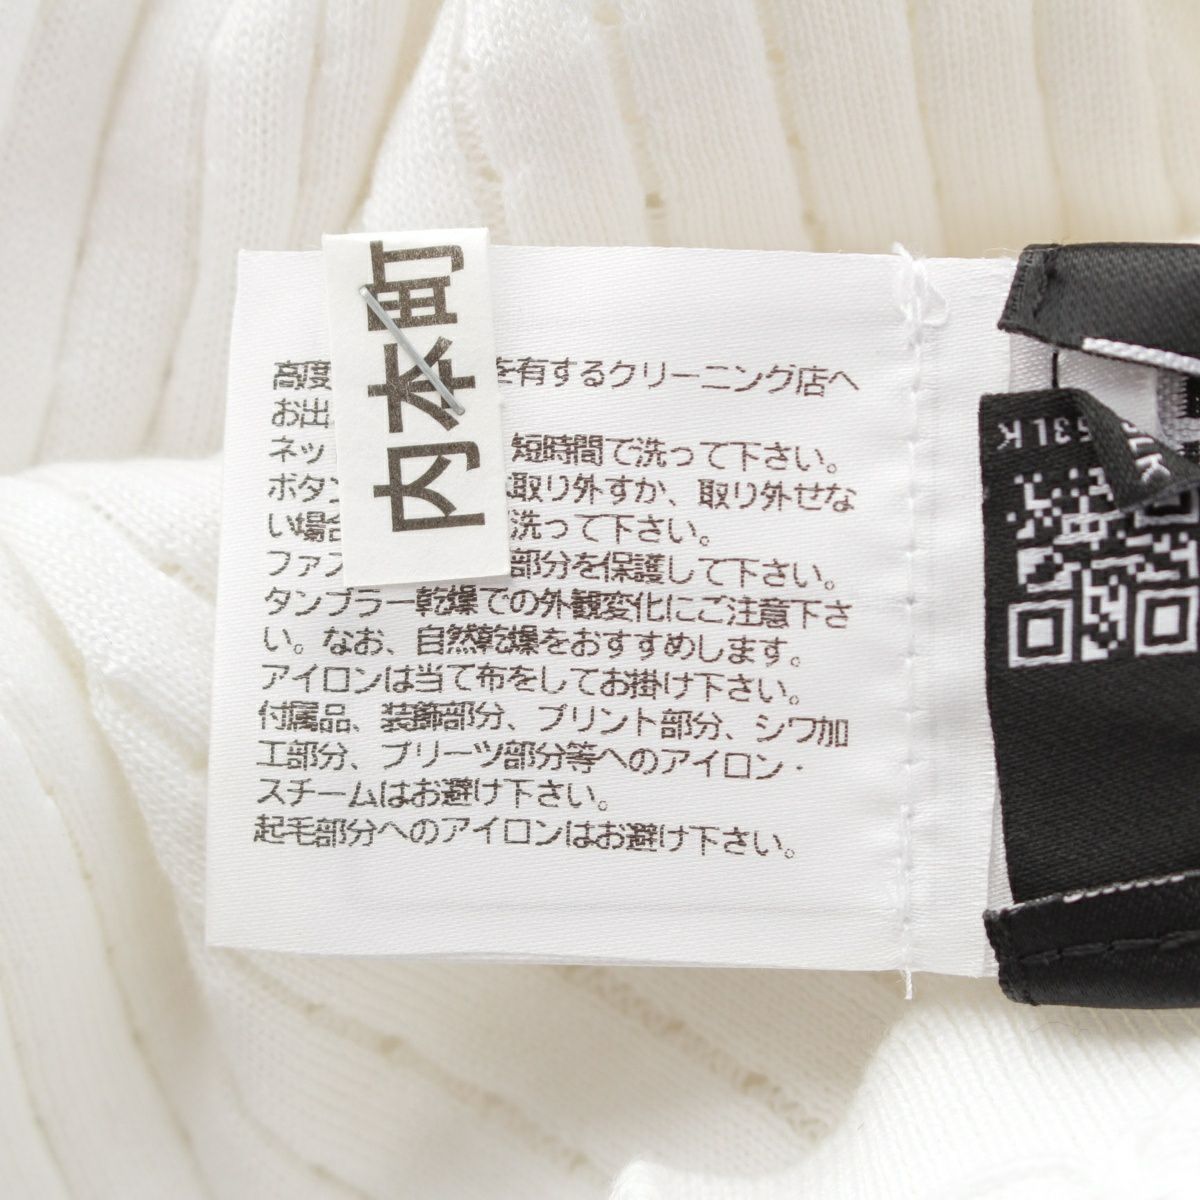 内本町
高度 を有するクリーニング店へ
お出
ネッ 短時間で洗って下さい。
ボタン 取り外すか、取り外せな
い場合 洗って下さい。
ファス 部分を保護して下さい。
タンブラー乾燥での外観変化にご注意下さ
い。なお、自然乾燥をおすすめします。
アイロンは当て布をしてお掛け下さい。
付属品、装飾部分、プリント部分、シワ加
工部分、プリーツ部分等へのアイロン・
スチームはお避け下さい。
起毛部分へのアイロンはお避け下さい。
53LK